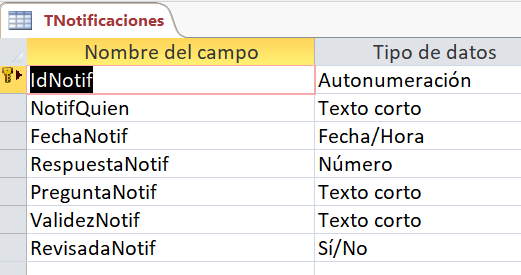 TNotificaciones
Nombre del campo Tipo de datos
IdNotif Autonumeración
NotifQuien Texto corto
FechaNotif Fecha/Hora
RespuestaNotif Número
PreguntaNotif Texto corto
ValidezNotif Texto corto
RevisadaNotif Sí/No